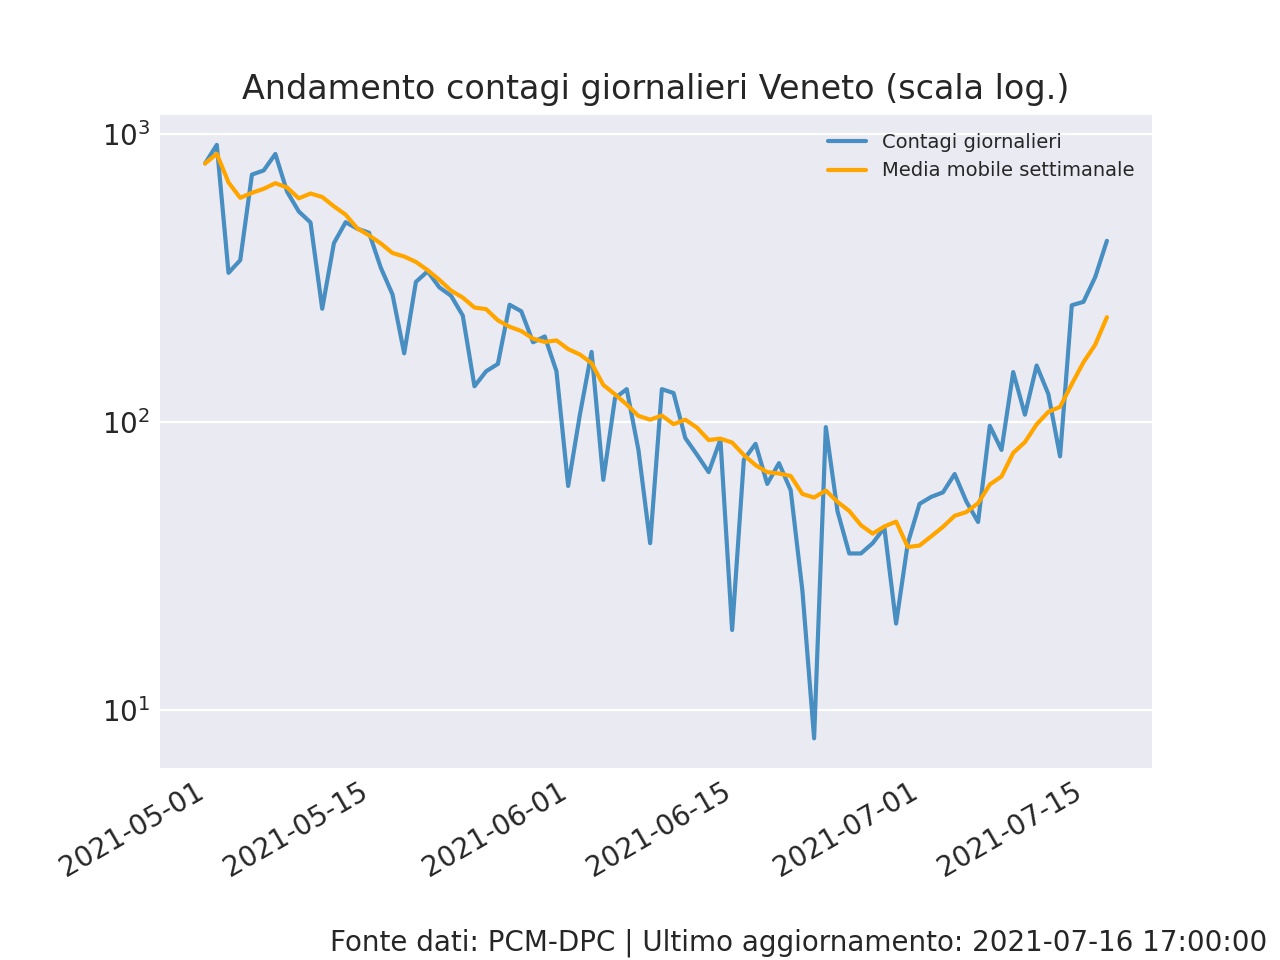 Andamento contagi giornalieri Veneto (scala log.)
10³
10²
10¹
Contagi giornalieri
Media mobile settimanale
2021-05-01
2021-05-15
2021-06-01
2021-06-15
2021-07-01
2021-07-15
Fonte dati: PCM-DPC | Ultimo aggiornamento: 2021-07-16 17:00:00